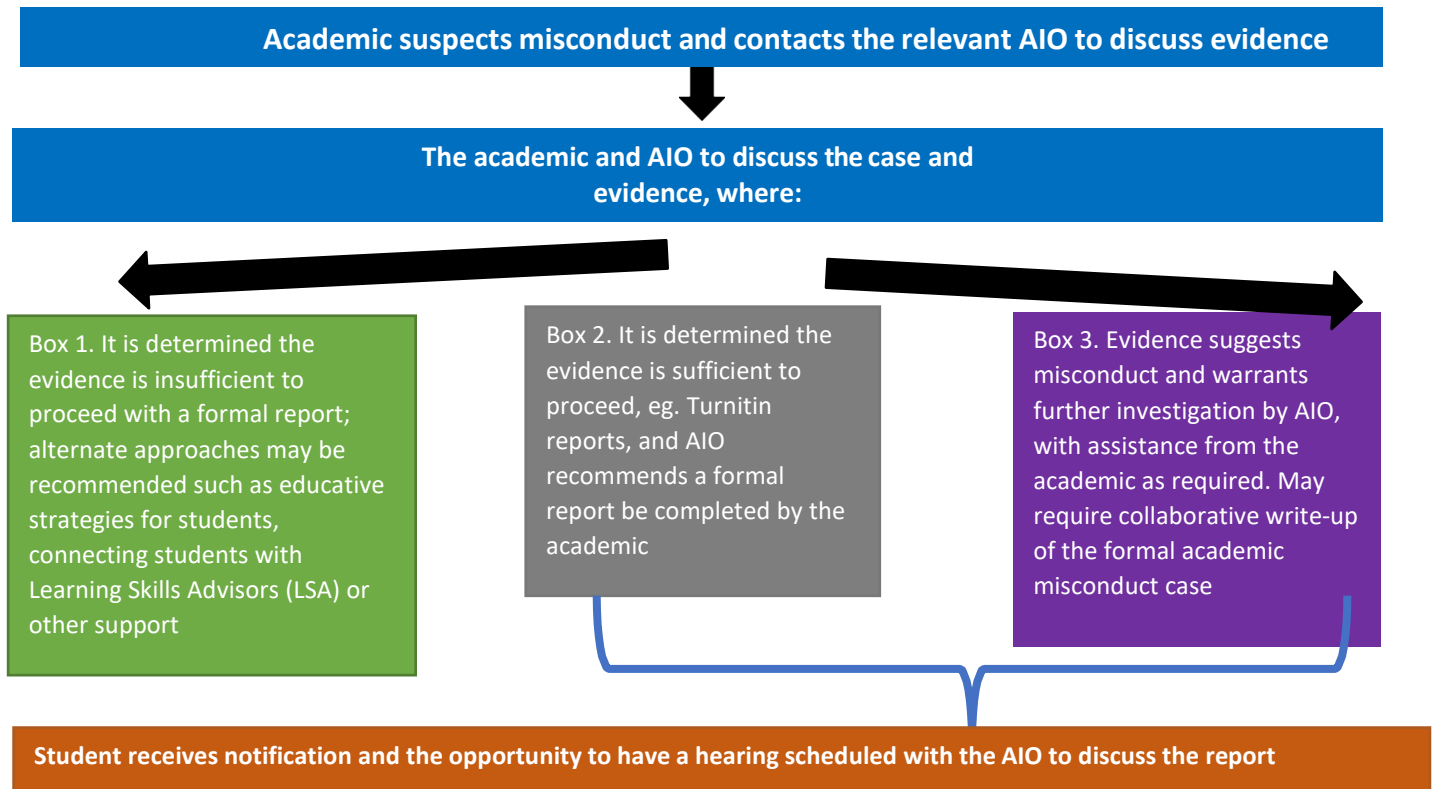 Academic suspects misconduct and contacts the relevant AIO to discuss evidence
The academic and AIO to discuss the case and
evidence, where:
Box 1. It is determined the
evidence is insufficient to
proceed with a formal report;
alternate approaches may be
recommended such as educative
strategies for students,
connecting students with
Learning Skills Advisors (LSA) or
other support
Box 2. It is determined the
evidence is sufficient to
proceed, eg. Turnitin
reports, and AIO
recommends a formal
report be completed by the
academic
Box 3. Evidence suggests
misconduct and warrants
further investigation by AIO,
with assistance from the
academic as required. May
require collaborative write-up
of the formal academic
misconduct case
Student receives notification and the opportunity to have a hearing scheduled with the AIO to discuss the report